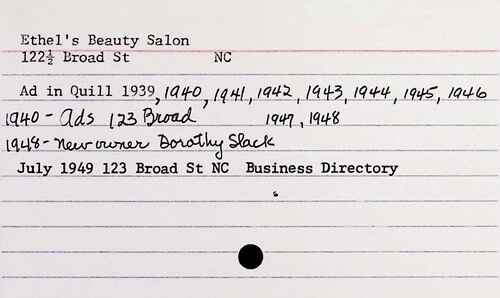 Ethel's Beauty Salon
122½ Broad St NC
Ad in Quill 1939, 1940, 1941, 1942, 1943, 1944, 1945, 1946
1940 - Ads 123 Broad 1947, 1948
1948 - New owner Dorothy Slack
July 1949 123 Broad St NC Business Directory